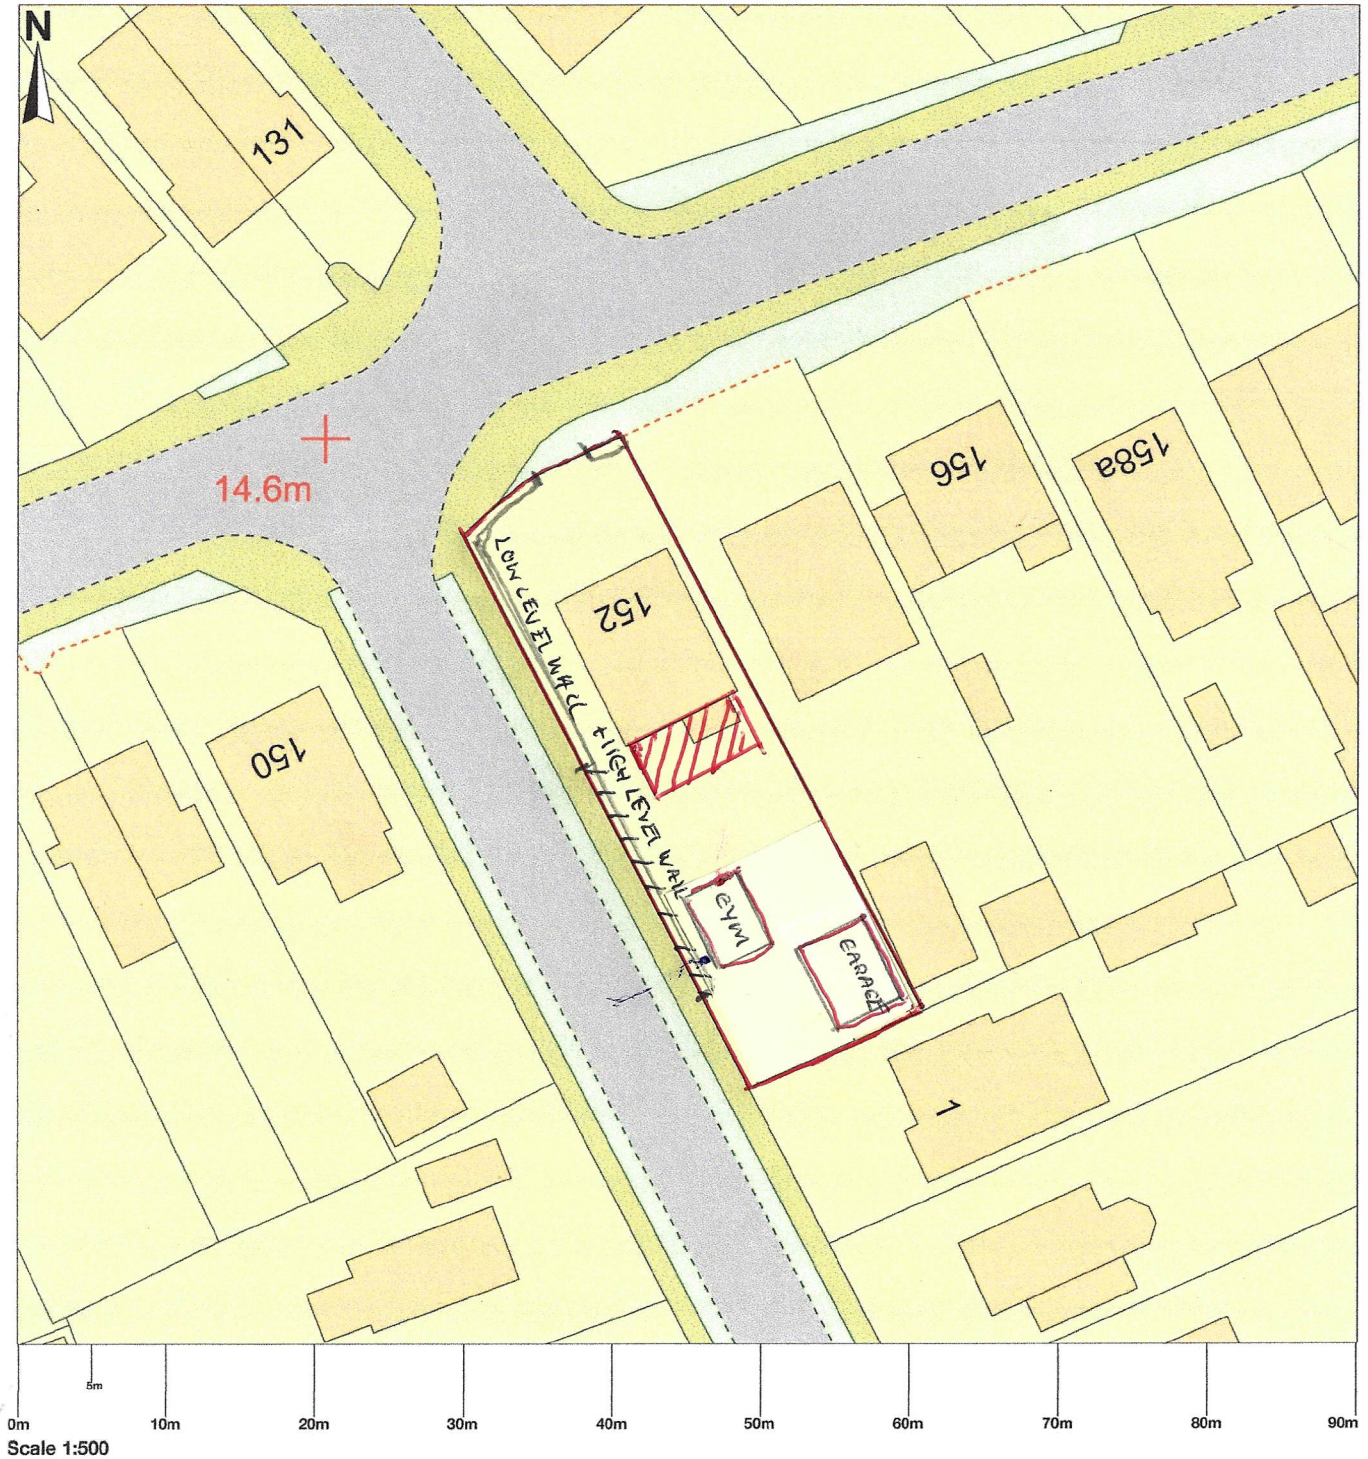 N
131
14.6m
156
158a
152
LOW LEVEL WALL
HIGH LEVEL WALL
150
GYM
GARAGE
1
5m
0m 10m 20m 30m 40m 50m 60m 70m 80m 90m
Scale 1:500